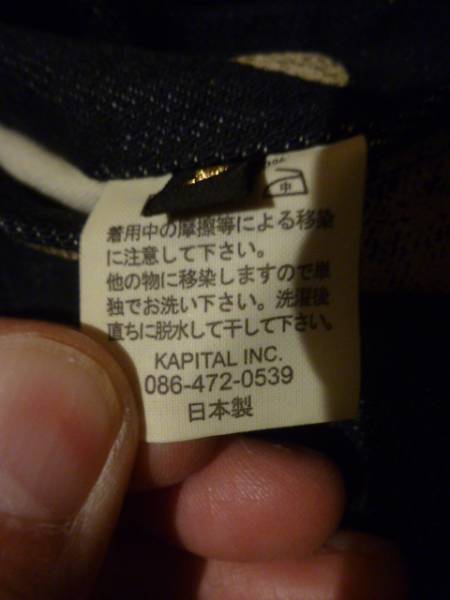 中
着用中の摩擦等による移染
に注意して下さい。
他の物に移染しますので単
独でお洗い下さい。洗濯後
直ちに脱水して干して下さい。
KAPITAL INC.
086-472-0539
日本製